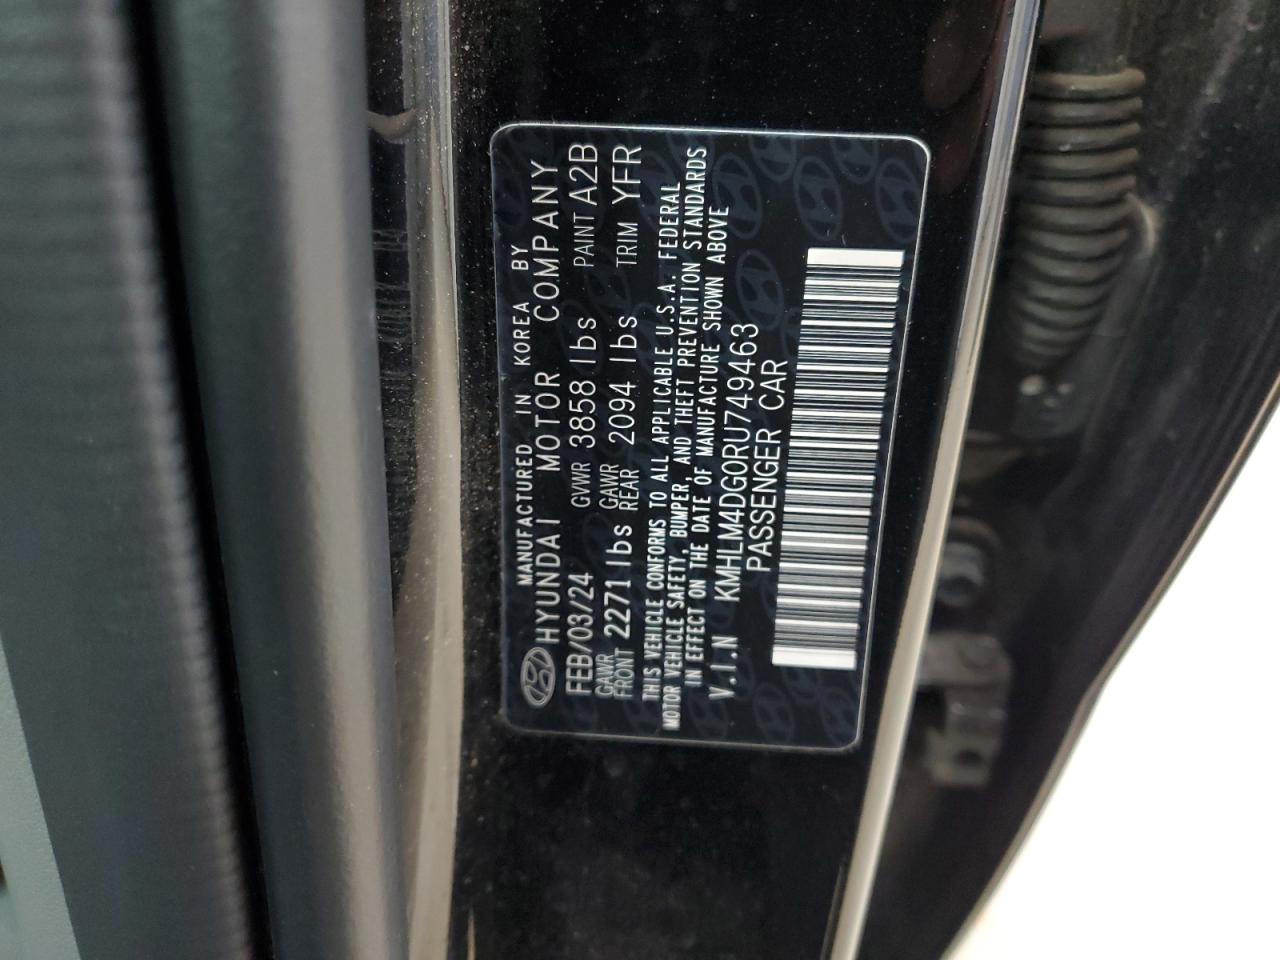 MANUFACTURED IN KOREA BY
HYUNDAI MOTOR COMPANY
FEB/03/24 GVWR 3858 lbs PAINT A2B
GAWR FRONT 2271 lbs GAWR REAR 2094 lbs TRIM YFR
THIS VEHICLE CONFORMS TO ALL APPLICABLE U.S.A. FEDERAL
MOTOR VEHICLE SAFETY, BUMPER, AND THEFT PREVENTION STANDARDS
IN EFFECT ON THE DATE OF MANUFACTURE SHOWN ABOVE
V.I.N KMHLM4DG0RU749463
PASSENGER CAR